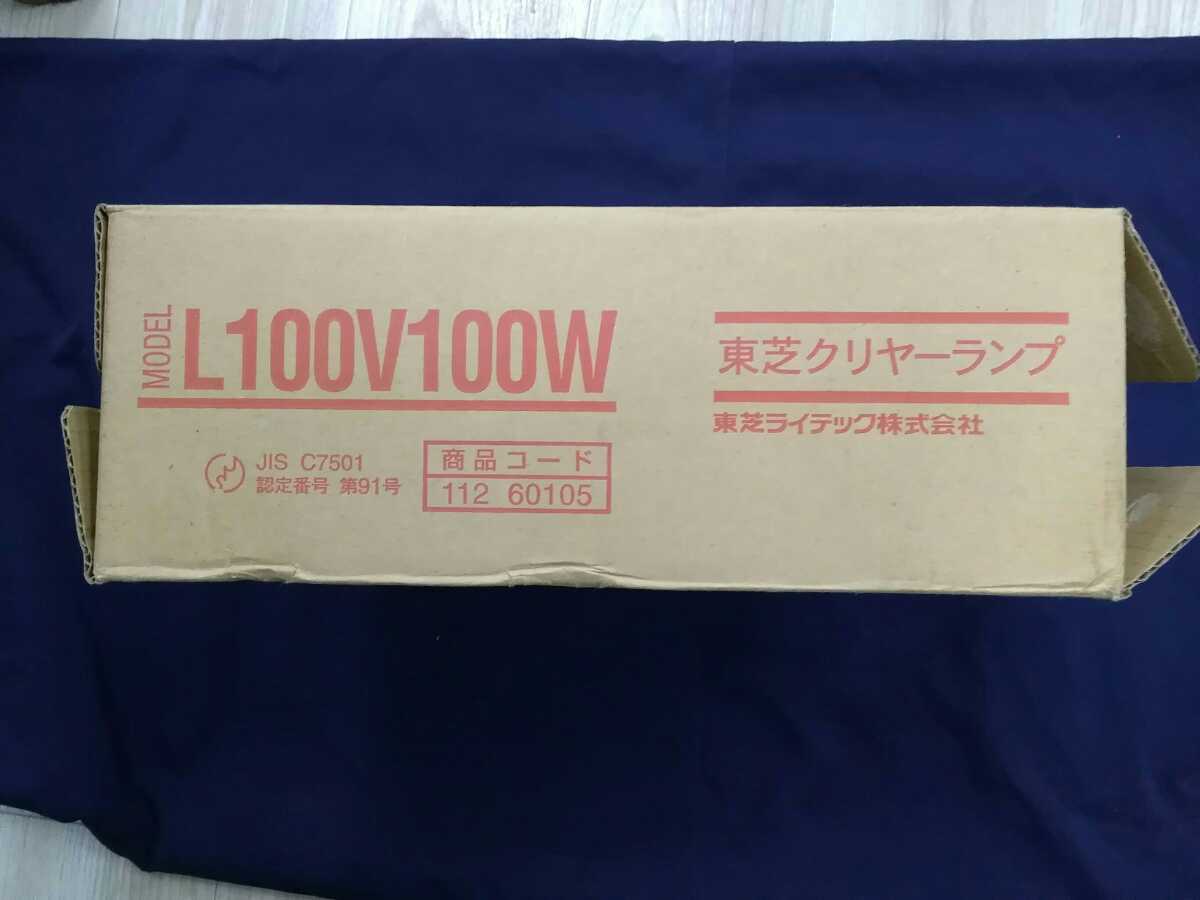 MODEL
L100V100W
JIS C7501
認定番号 第91号
商品コード
112 60105
東芝クリヤーランプ
東芝ライテック株式会社